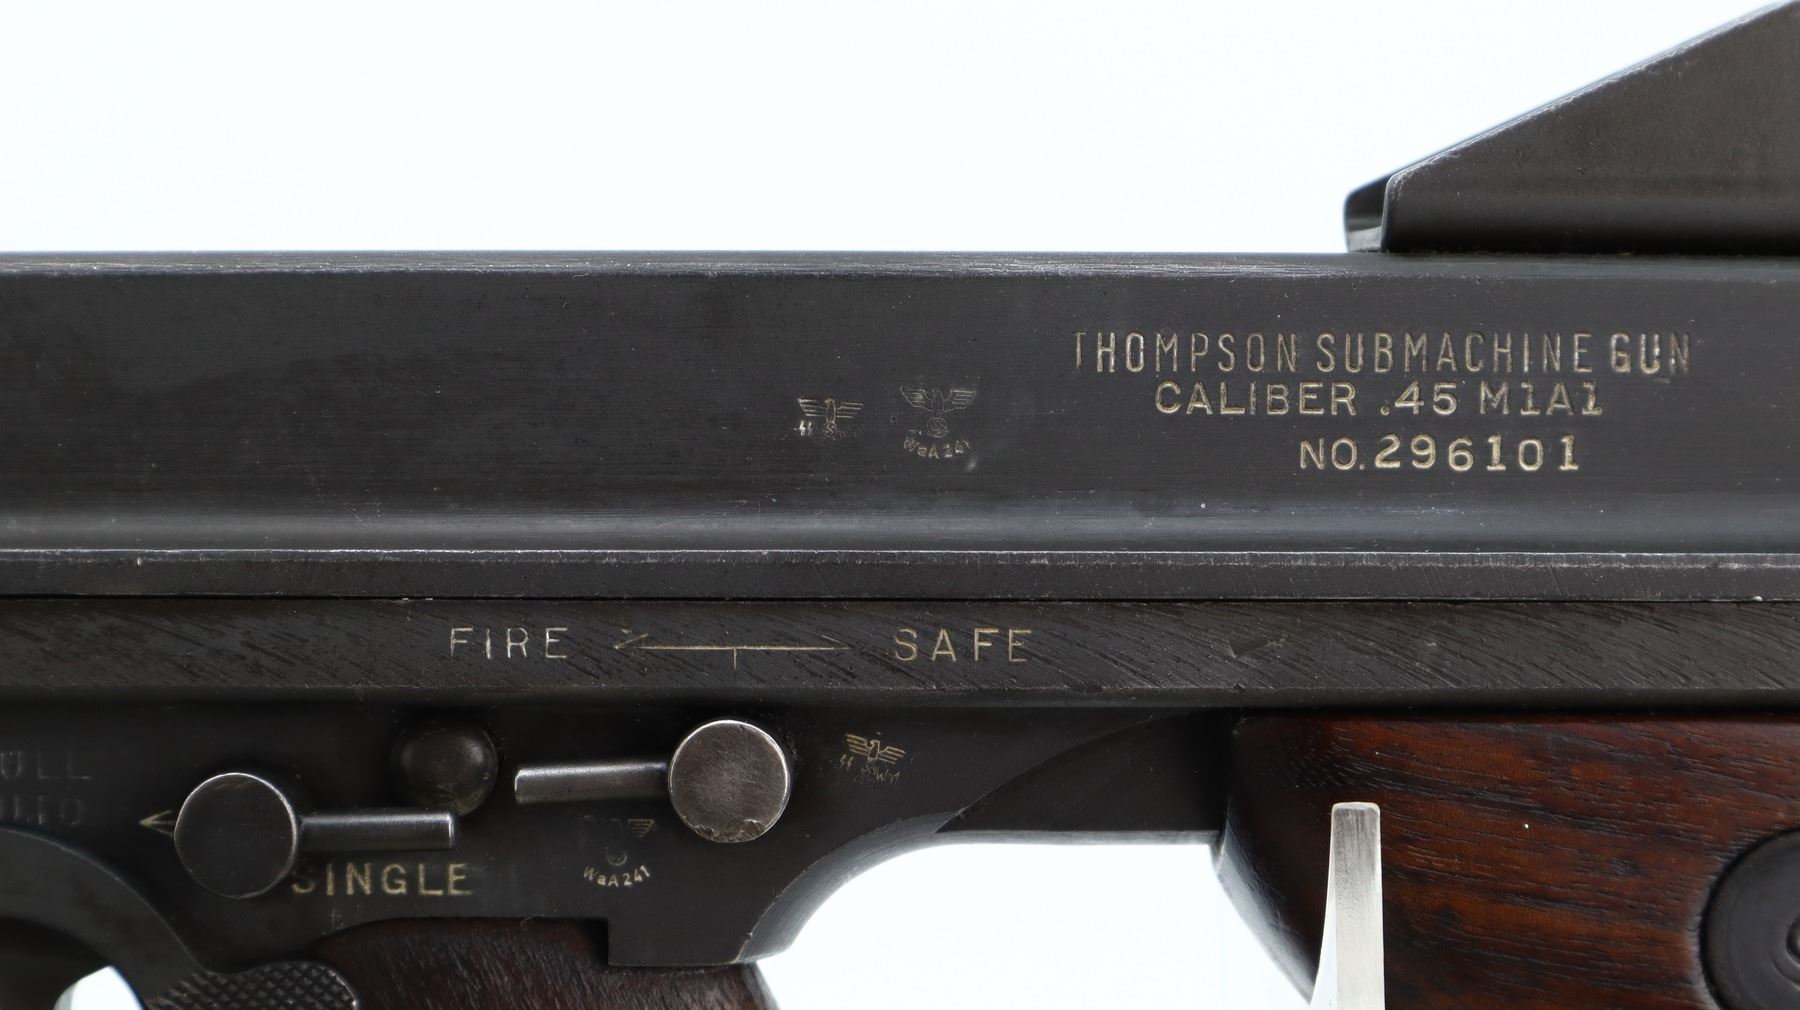 THOMPSON SUBMACHINE GUN
CALIBER .45 M1A1
NO. 296101
WaA241
FIRE SAFE
SINGLE
WaA241